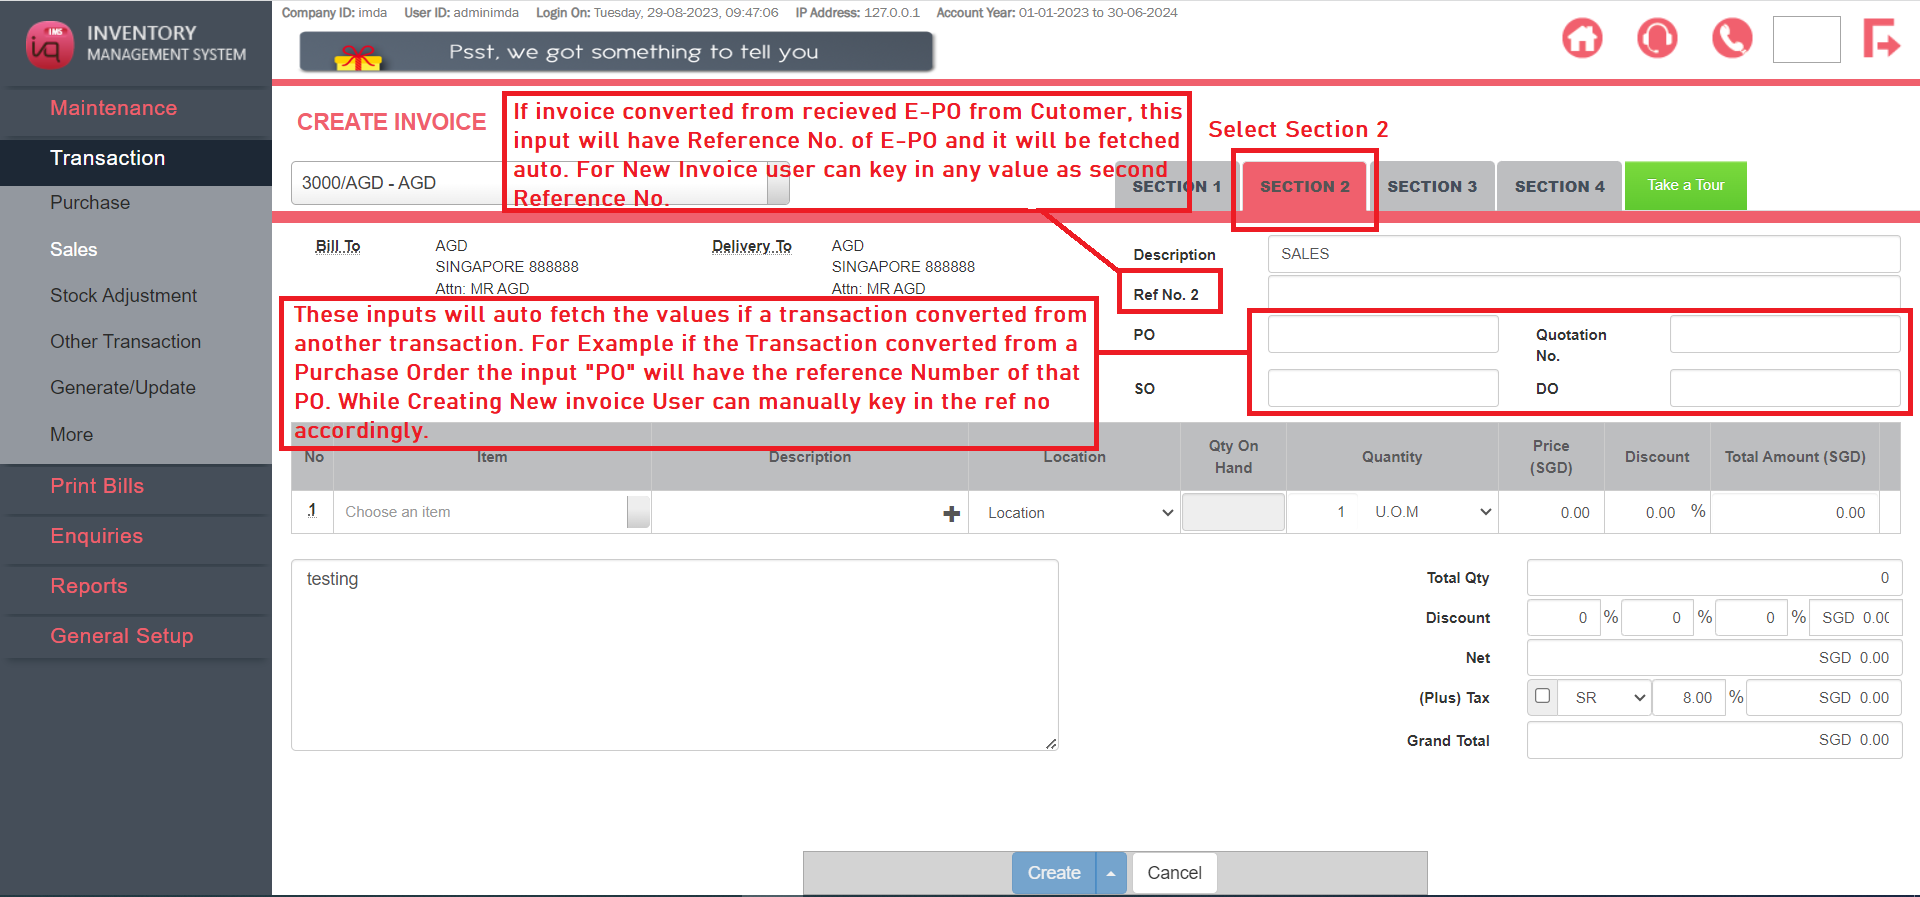 Company ID: imda User ID: adminimda Login On: Tuesday, 29-08-2023, 09:47:06 IP Address: 127.0.0.1 Account Year: 01-01-2023 to 30-06-2024
IMS
iq
INVENTORY
MANAGEMENT SYSTEM
Psst, we got something to tell you
Maintenance
Transaction
Purchase
Sales
Stock Adjustment
Other Transaction
Generate/Update
More
Print Bills
Enquiries
Reports
General Setup
CREATE INVOICE
If invoice converted from recieved E-PO from Cutomer, this
input will have Reference No. of E-PO and it will be fetched
auto. For New Invoice user can key in any value as second
Reference No.
Select Section 2
3000/AGD - AGD
SECTION 1 SECTION 2 SECTION 3 SECTION 4 Take a Tour
Bill To AGD
SINGAPORE 888888
Attn: MR AGD
Delivery To AGD
SINGAPORE 888888
Attn: MR AGD
Description SALES
Ref No. 2
PO
Quotation
No.
SO
DO
These inputs will auto fetch the values if a transaction converted from
another transaction. For Example if the Transaction converted from a
Purchase Order the input "PO" will have the reference Number of that
PO. While Creating New invoice User can manually key in the ref no
accordingly.
No Item Description Location Qty On Hand Quantity Price (SGD) Discount Total Amount (SGD)
1 Choose an item Location 1 U.O.M 0.00 0.00 % 0.00
testing
Total Qty 0
Discount 0 % 0 % 0 % SGD 0.00
Net SGD 0.00
(Plus) Tax SR 8.00 % SGD 0.00
Grand Total SGD 0.00
Create Cancel